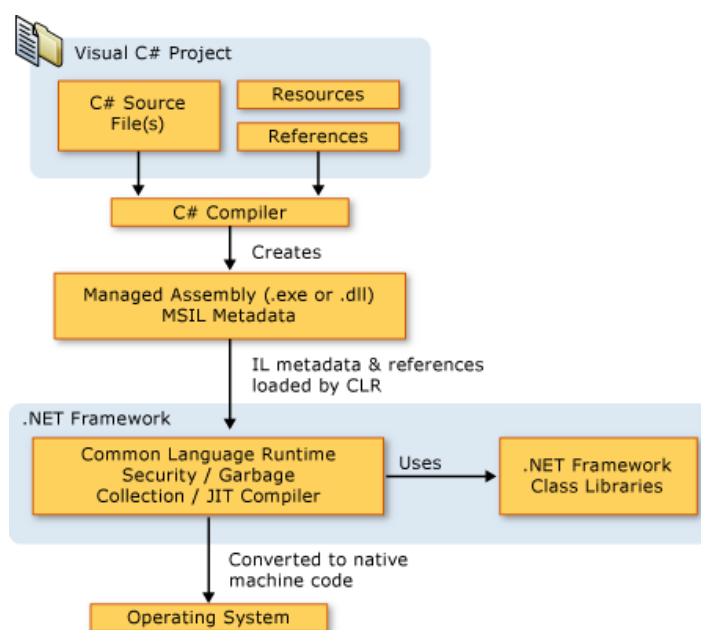 Visual C# Project
C# Source
File(s)
Resources
References
C# Compiler
Creates
Managed Assembly (.exe or .dll)
MSIL Metadata
IL metadata & references
loaded by CLR
.NET Framework
Common Language Runtime
Security / Garbage
Collection / JIT Compiler
Uses
.NET Framework
Class Libraries
Converted to native
machine code
Operating System